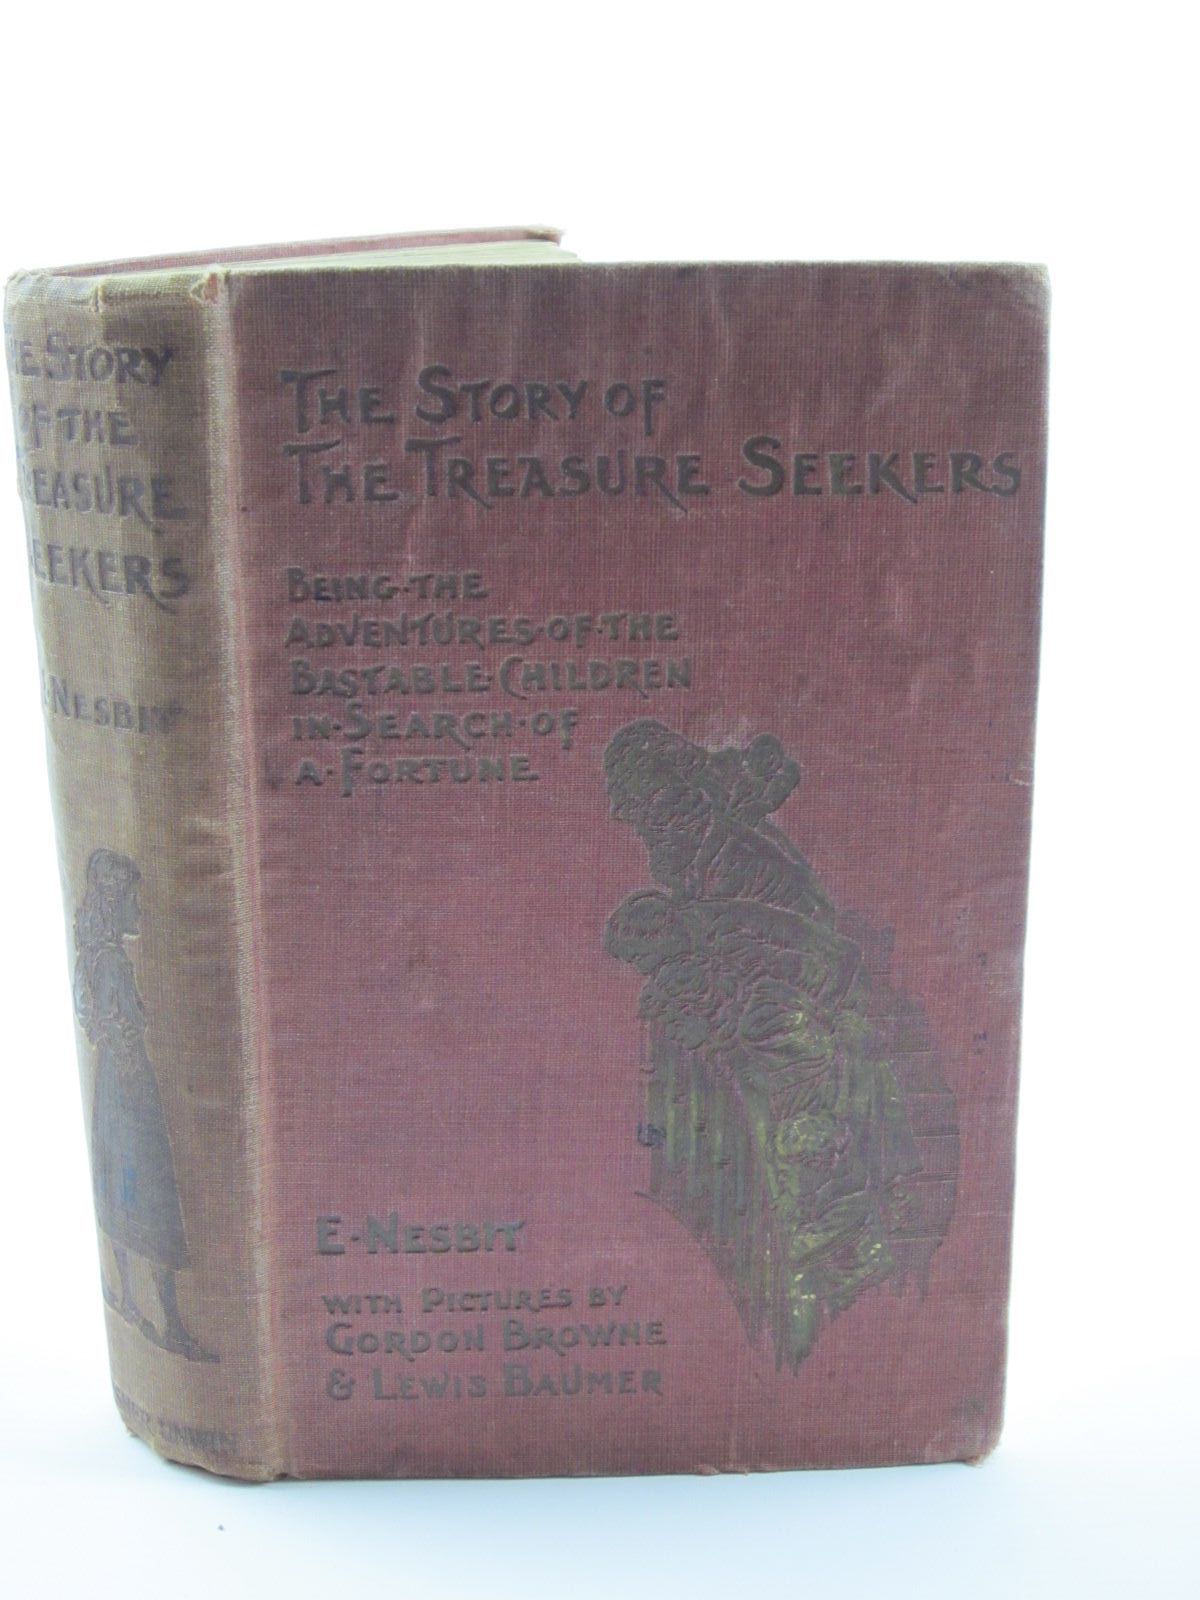 THE STORY OF
THE TREASURE SEEKERS
BEING·THE
ADVENTURES·OF·THE
BASTABLE·CHILDREN
IN·SEARCH·OF
A·FORTUNE
E·NESBIT
WITH PICTURES BY
GORDON BROWNE
& LEWIS BAUMER
STORY
OF THE
TREASURE
SEEKERS
NESBIT
UNWIN